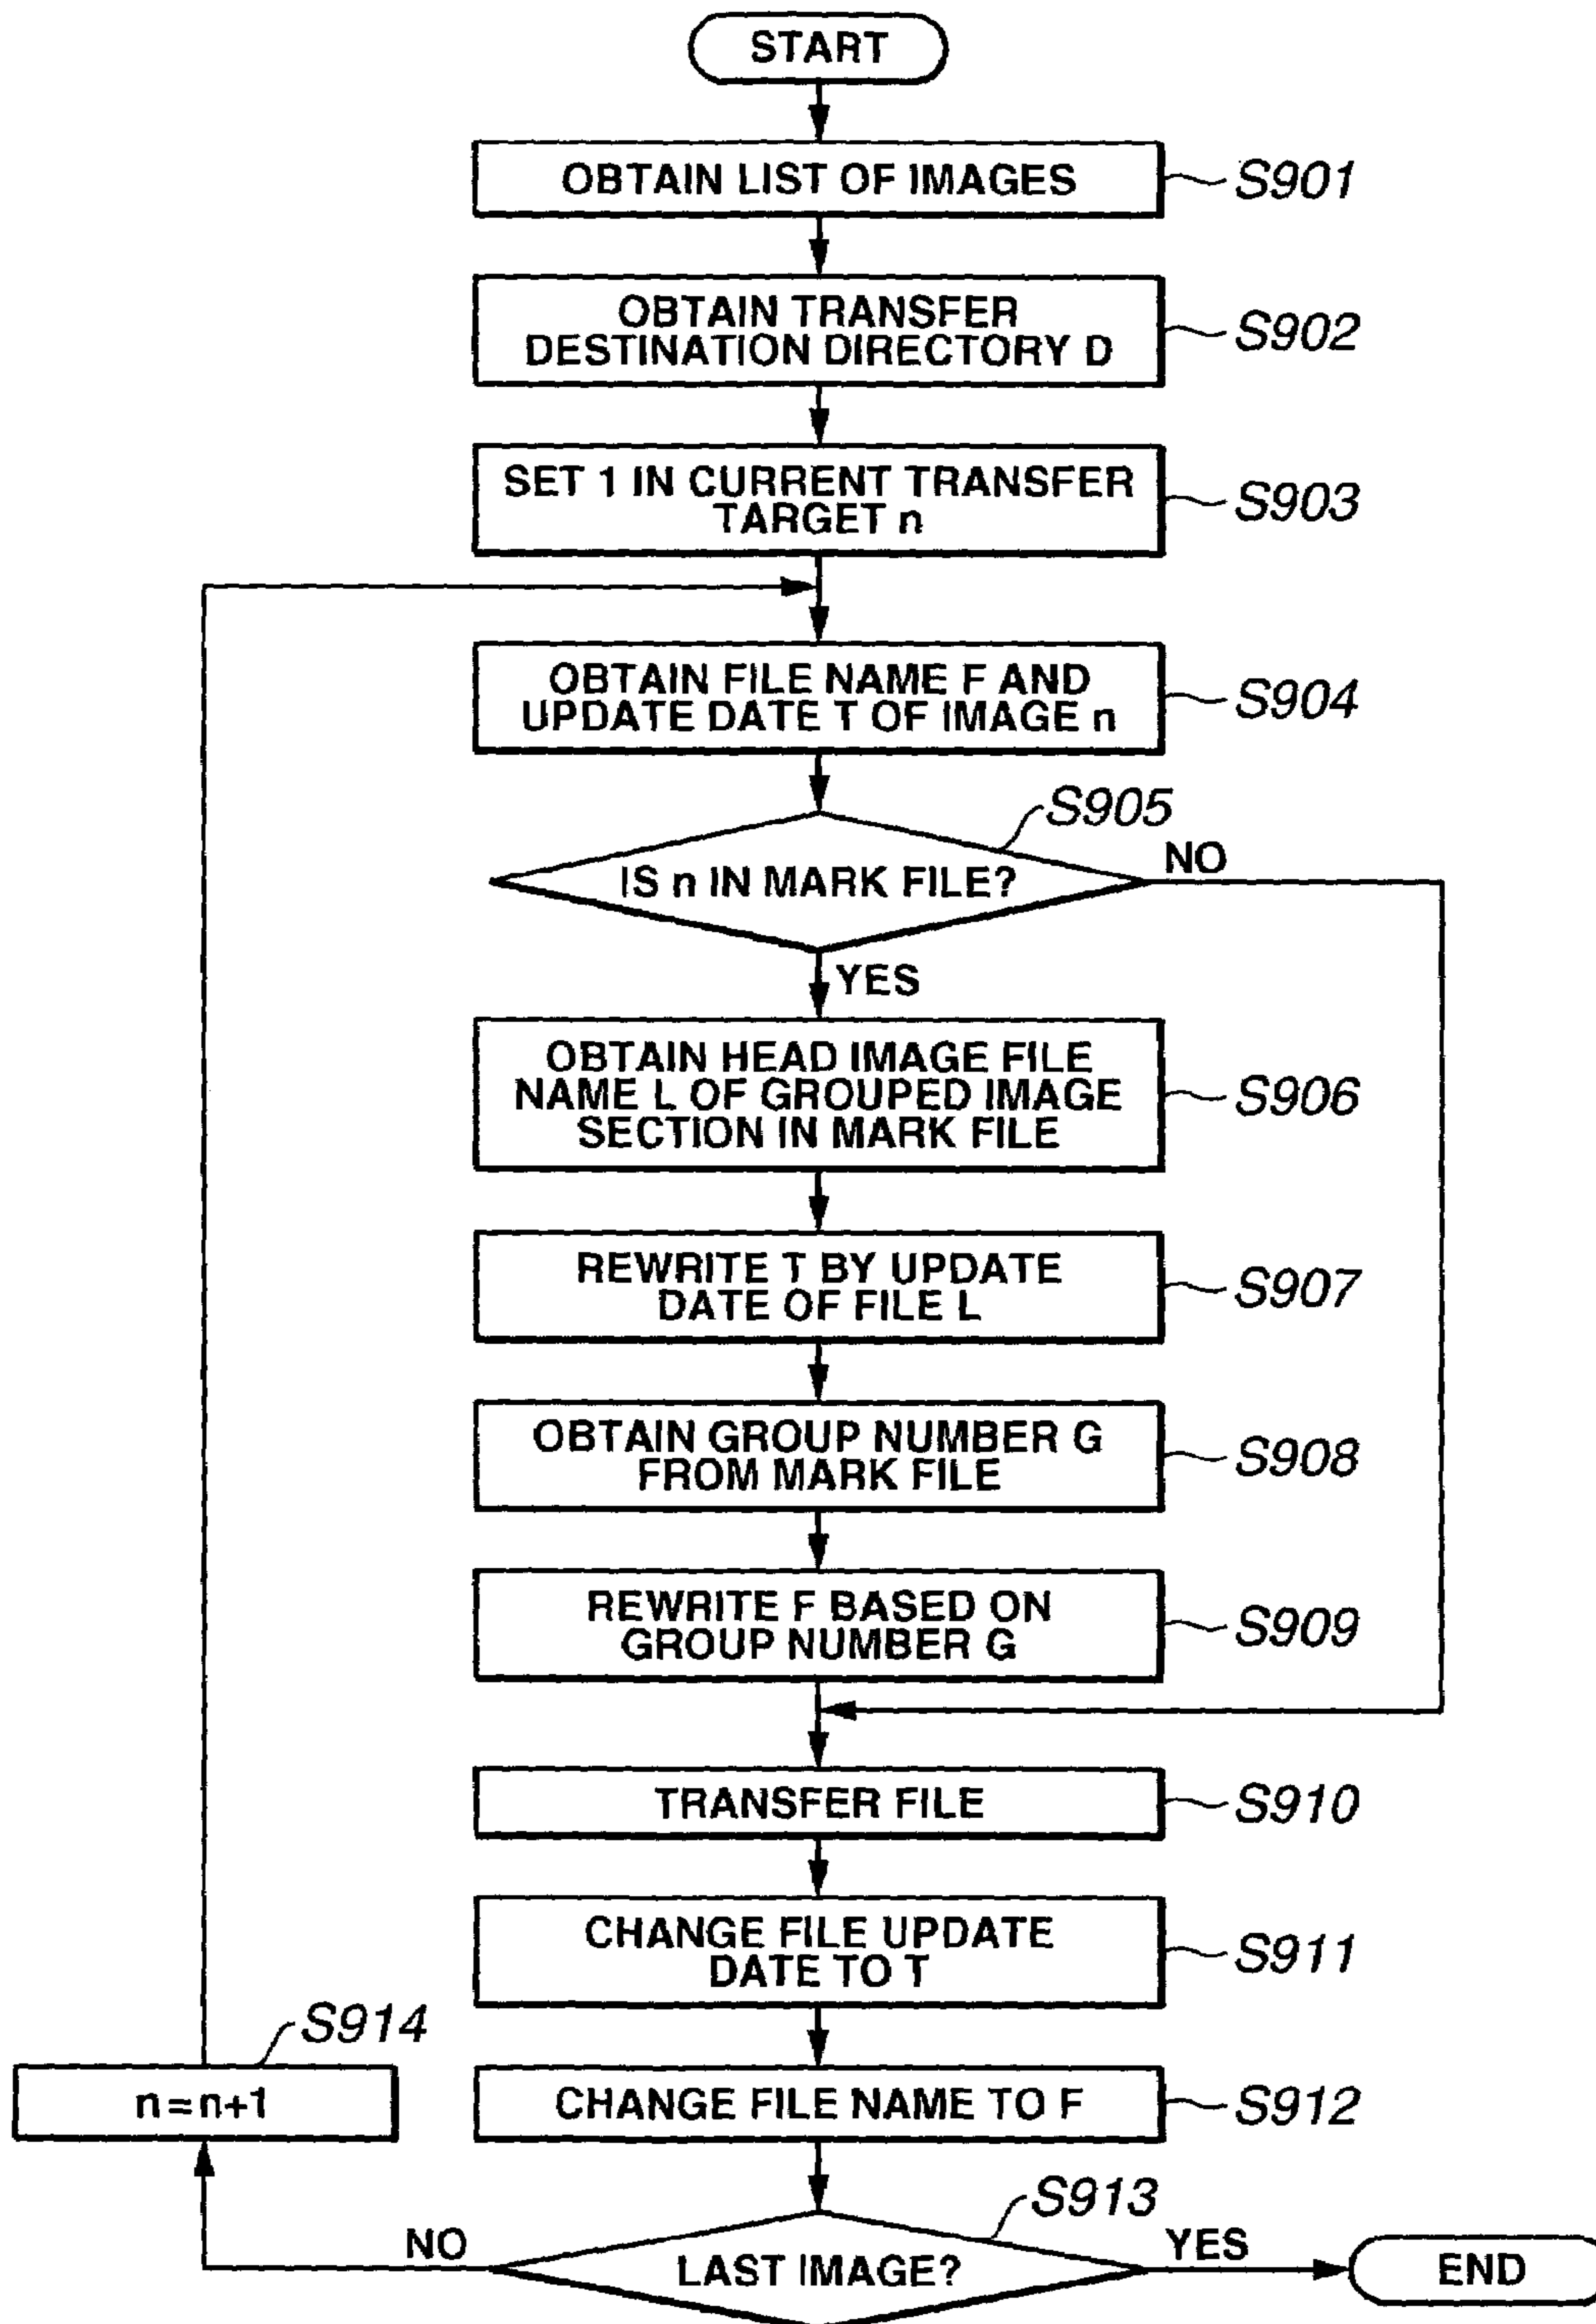 START
OBTAIN LIST OF IMAGES
S901
OBTAIN TRANSFER
DESTINATION DIRECTORY D
S902
SET 1 IN CURRENT TRANSFER
TARGET n
S903
OBTAIN FILE NAME F AND
UPDATE DATE T OF IMAGE n
S904
S905
IS n IN MARK FILE?
NO
YES
OBTAIN HEAD IMAGE FILE
NAME L OF GROUPED IMAGE
SECTION IN MARK FILE
S906
REWRITE T BY UPDATE
DATE OF FILE L
S907
OBTAIN GROUP NUMBER G
FROM MARK FILE
S908
REWRITE F BASED ON
GROUP NUMBER G
S909
TRANSFER FILE
S910
CHANGE FILE UPDATE
DATE TO T
S911
S914
n=n+1
CHANGE FILE NAME TO F
S912
S913
NO
LAST IMAGE?
YES
END